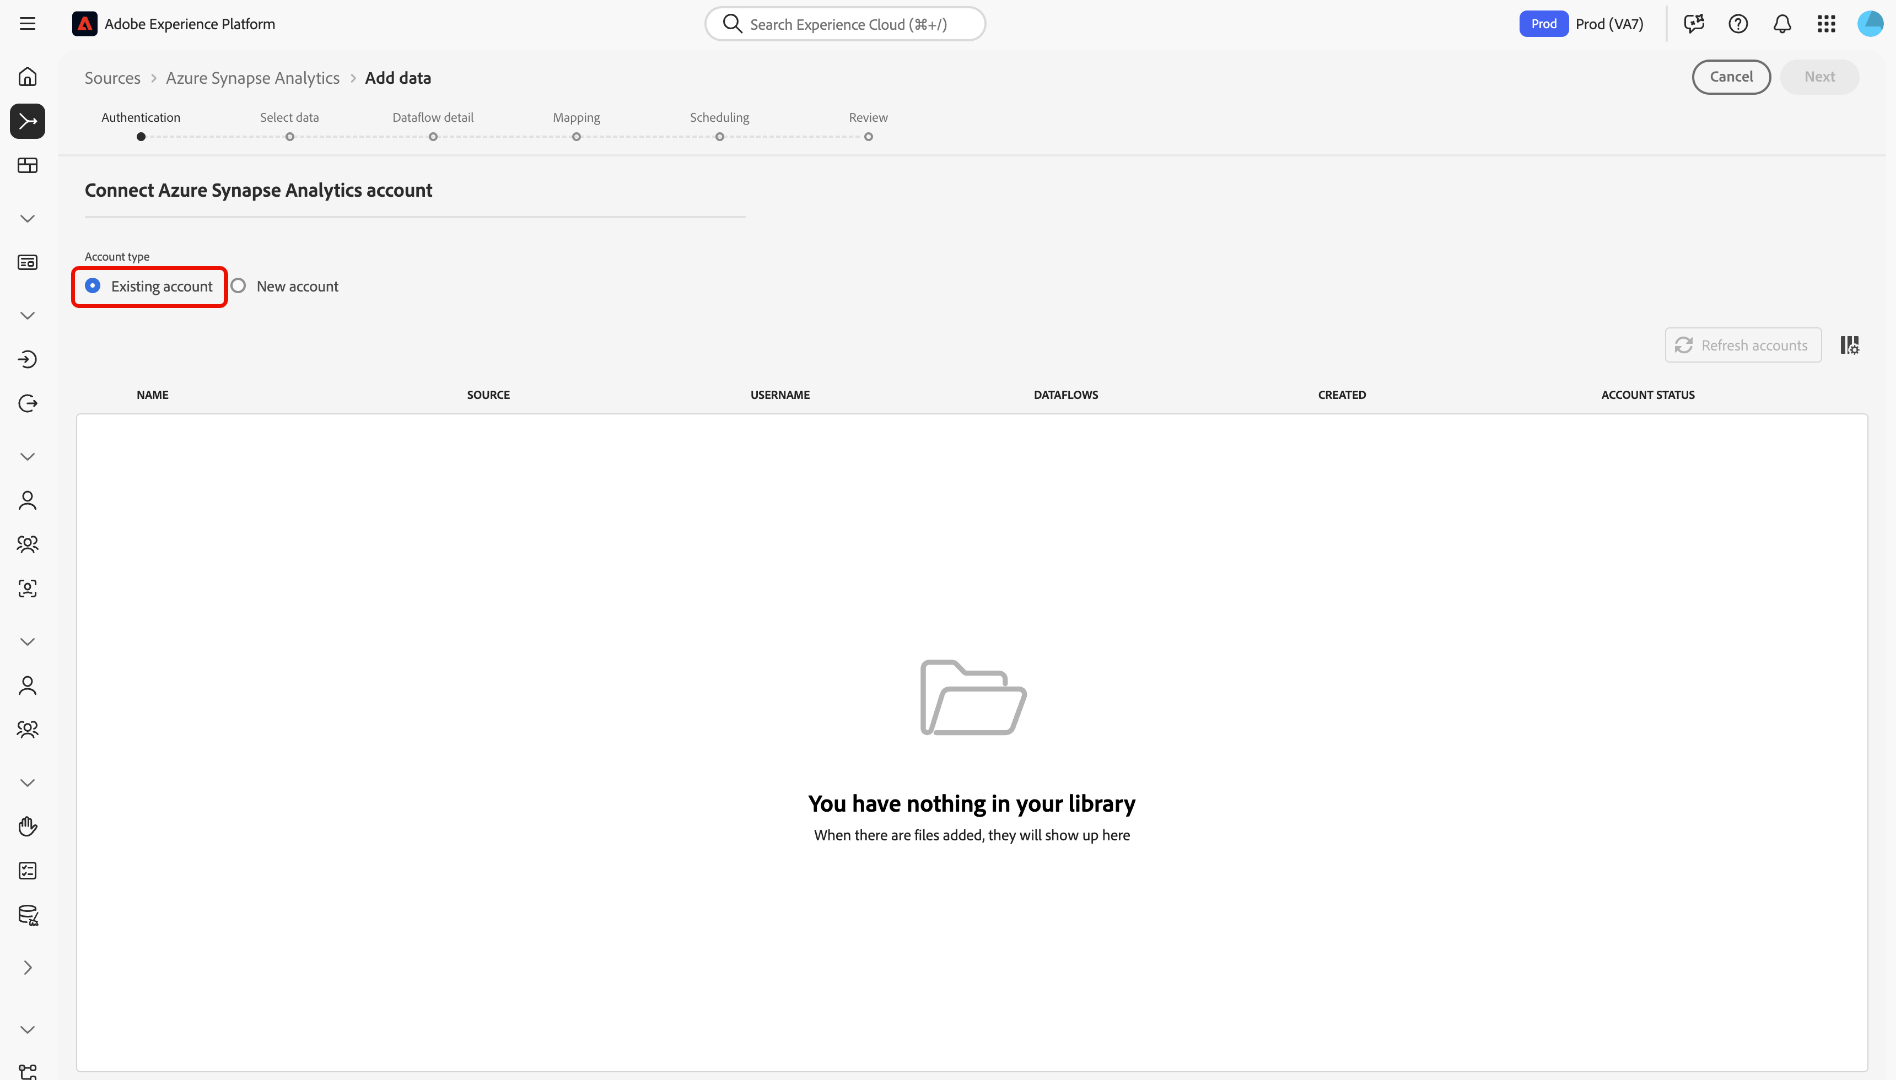 Adobe Experience Platform
Search Experience Cloud (⌘+/)
Prod
Prod (VA7)
Sources > Azure Synapse Analytics > Add data
Cancel
Next
Authentication
Select data
Dataflow detail
Mapping
Scheduling
Review
Connect Azure Synapse Analytics account
Account type
Existing account
New account
Refresh accounts
NAME
SOURCE
USERNAME
DATAFLOWS
CREATED
ACCOUNT STATUS
You have nothing in your library
When there are files added, they will show up here